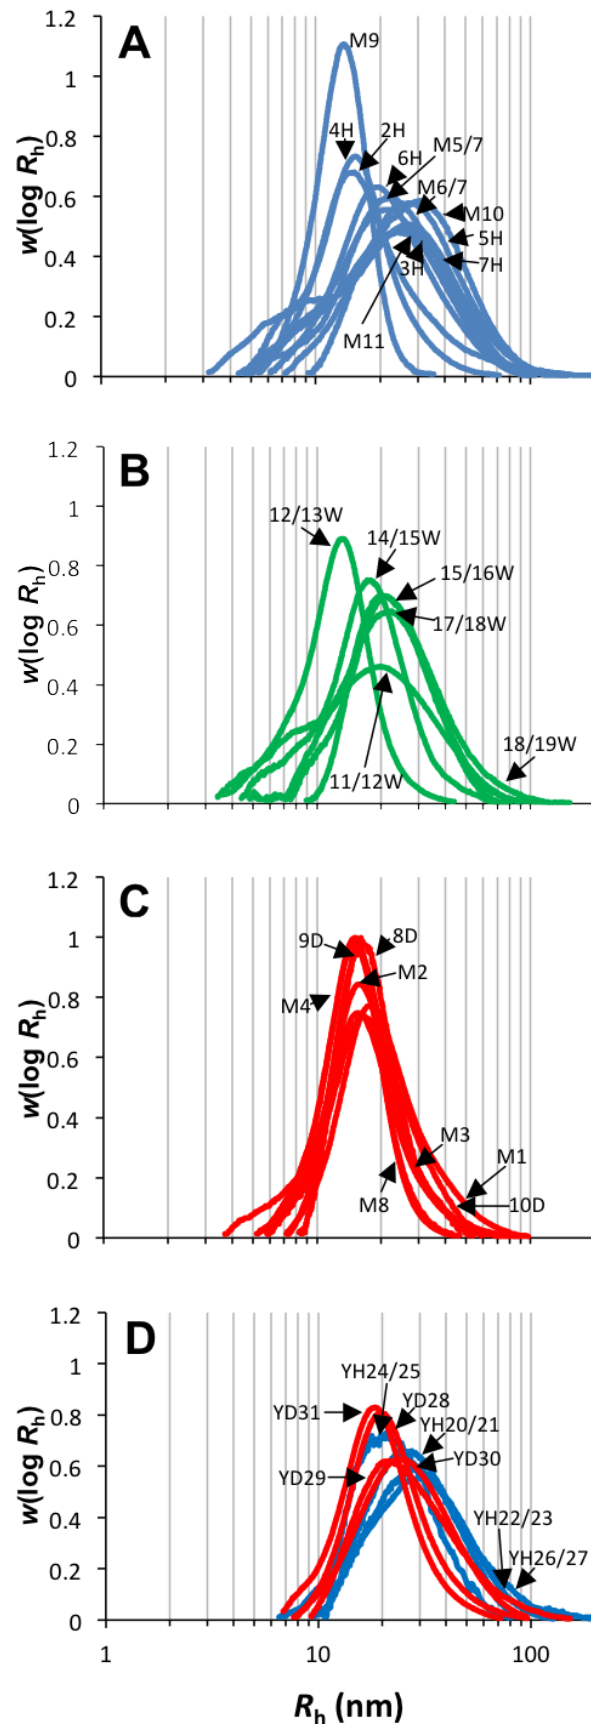 A
w(log Rh)
1.2
1
0.8
0.6
0.4
0.2
0
M9
4H
2H
M5/7
6H
M6/7
M10
5H
7H
3H
M11
B
w(log Rh)
1.2
1
0.8
0.6
0.4
0.2
0
12/13W
14/15W
15/16W
17/18W
18/19W
11/12W
C
w(log Rh)
1.2
1
0.8
0.6
0.4
0.2
0
9D
8D
M2
M4
M3
M1
M8
10D
D
w(log Rh)
1.2
1
0.8
0.6
0.4
0.2
0
YH24/25
YD31
YD28
YH20/21
YD29
YD30
YH22/23
YH26/27
1 10 100
Rh (nm)